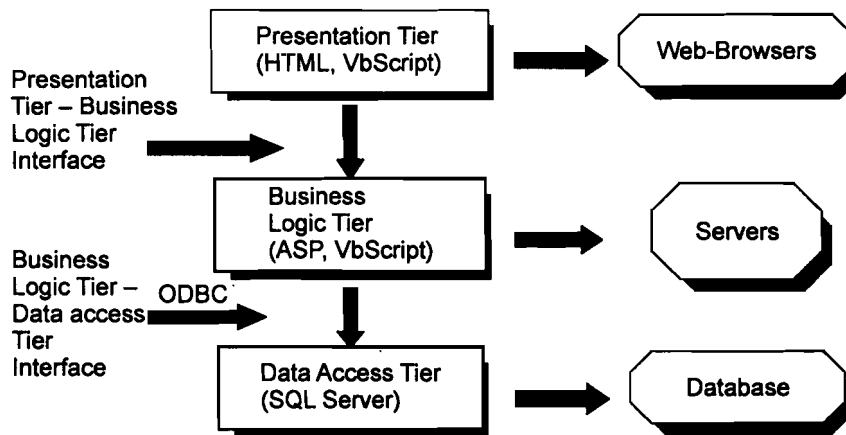 Presentation Tier
(HTML, VbScript)
Web-Browsers
Presentation
Tier – Business
Logic Tier
Interface
Business
Logic Tier
(ASP, VbScript)
Servers
Business
Logic Tier –
Data access
Tier
Interface
ODBC
Data Access Tier
(SQL Server)
Database